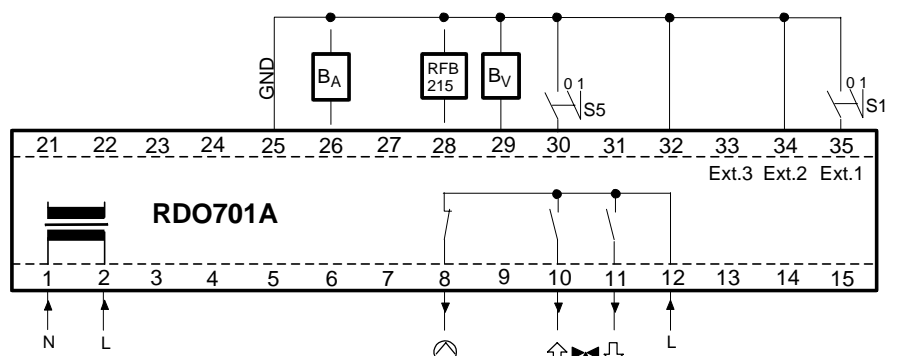 GND
B_A
RFB
215
B_V
0 1
S5
0 1
S1
21 22 23 24 25 26 27 28 29 30 31 32 33 34 35
Ext.3 Ext.2 Ext.1
RDO701A
1 2 3 4 5 6 7 8 9 10 11 12 13 14 15
N L L